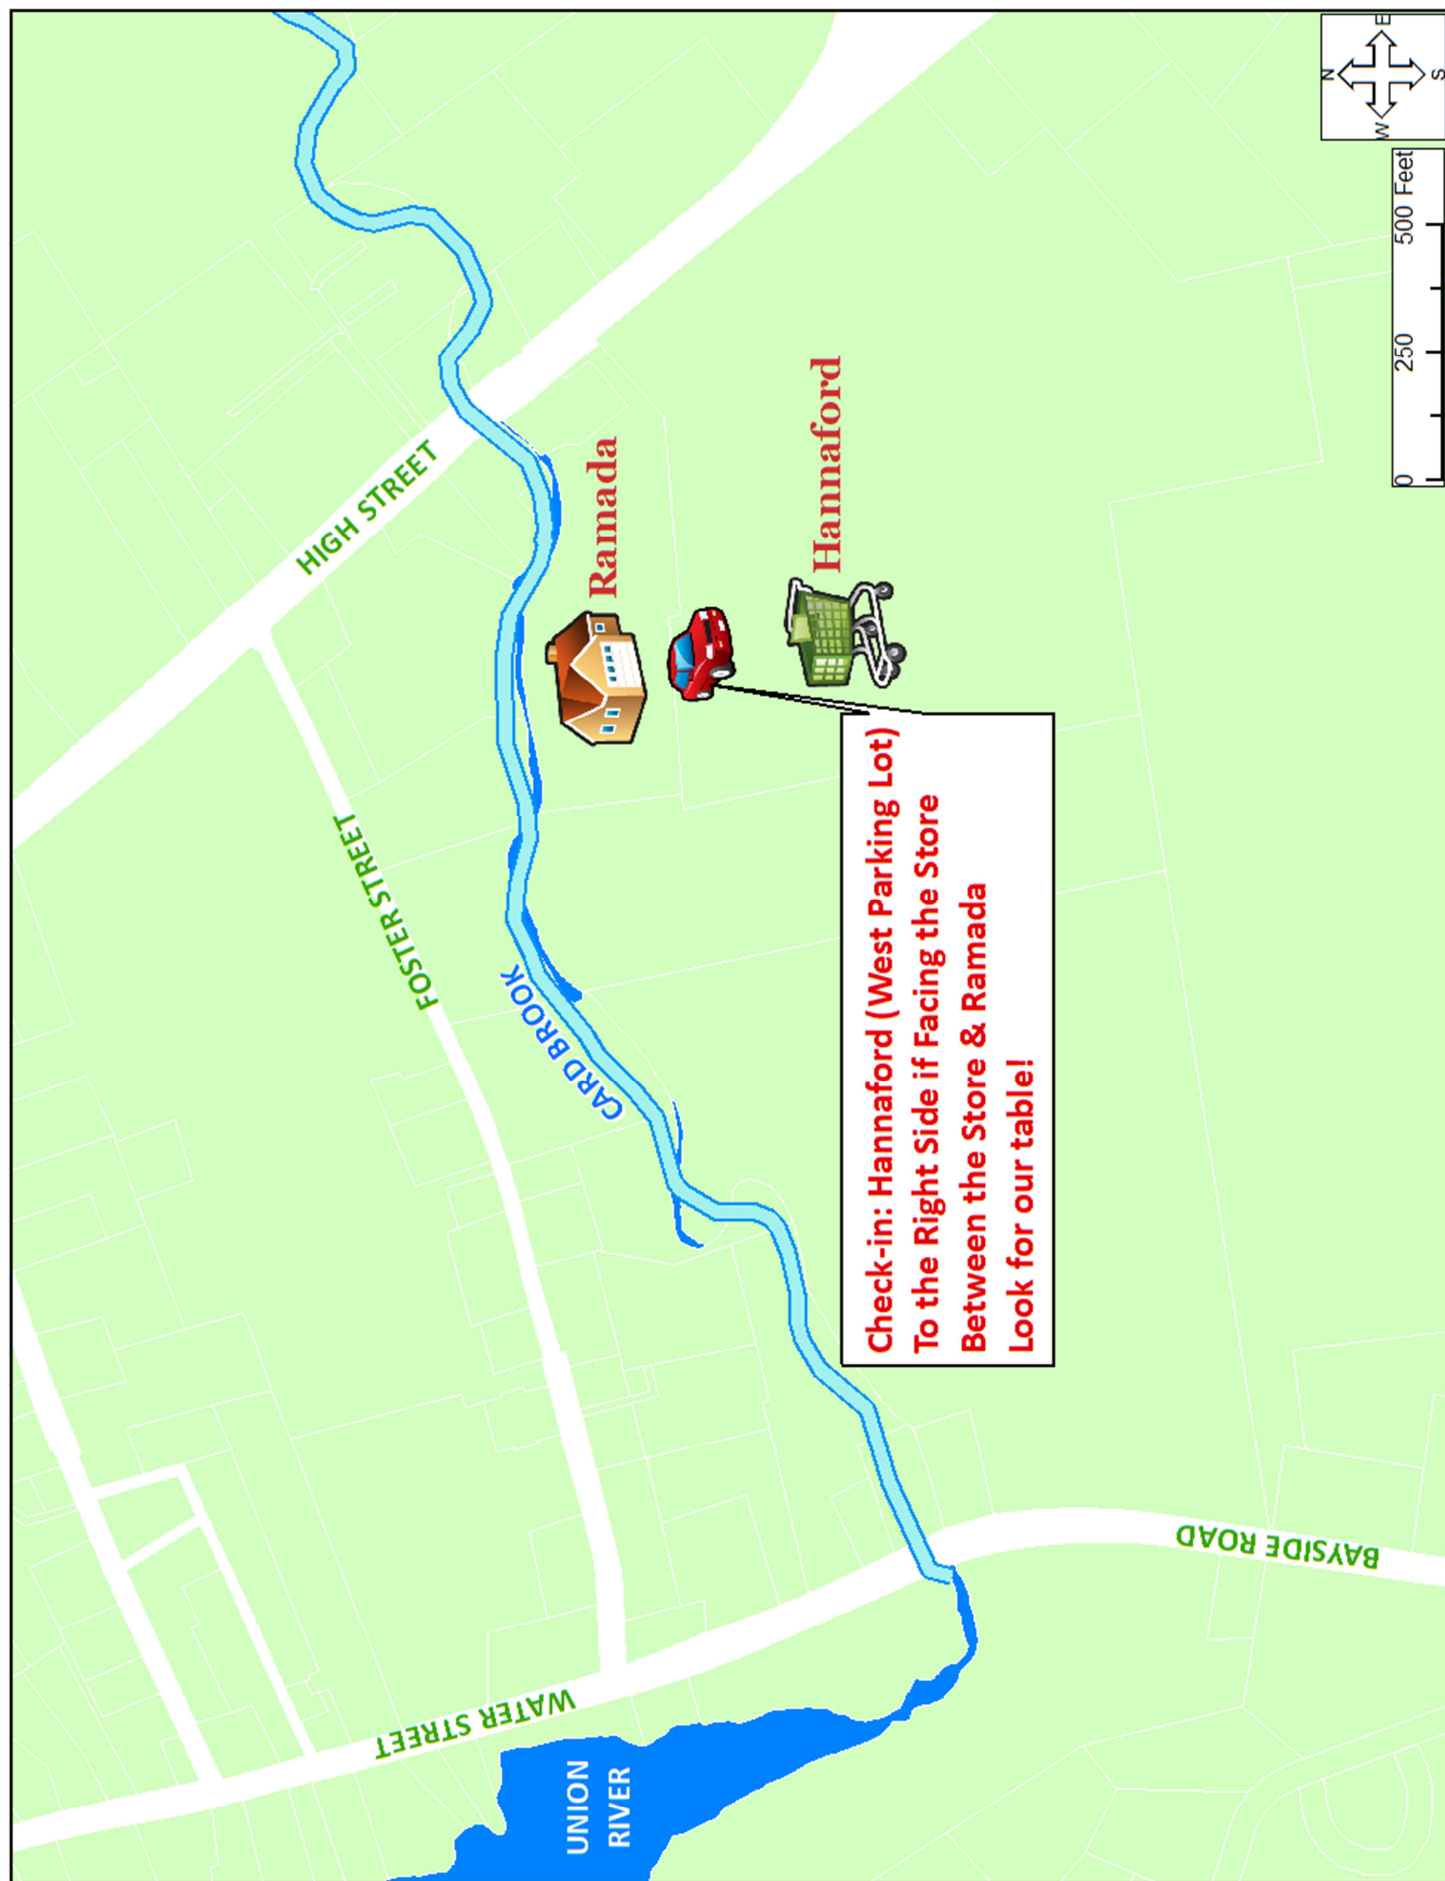 HIGH STREET
FOSTER STREET
CARD BROOK
Ramada
Hannaford
Check-in: Hannaford (West Parking Lot)
To the Right Side if Facing the Store
Between the Store & Ramada
Look for our table!
WATER STREET
UNION
RIVER
BAYSIDE ROAD
0 250 500 Feet
N
W E
S